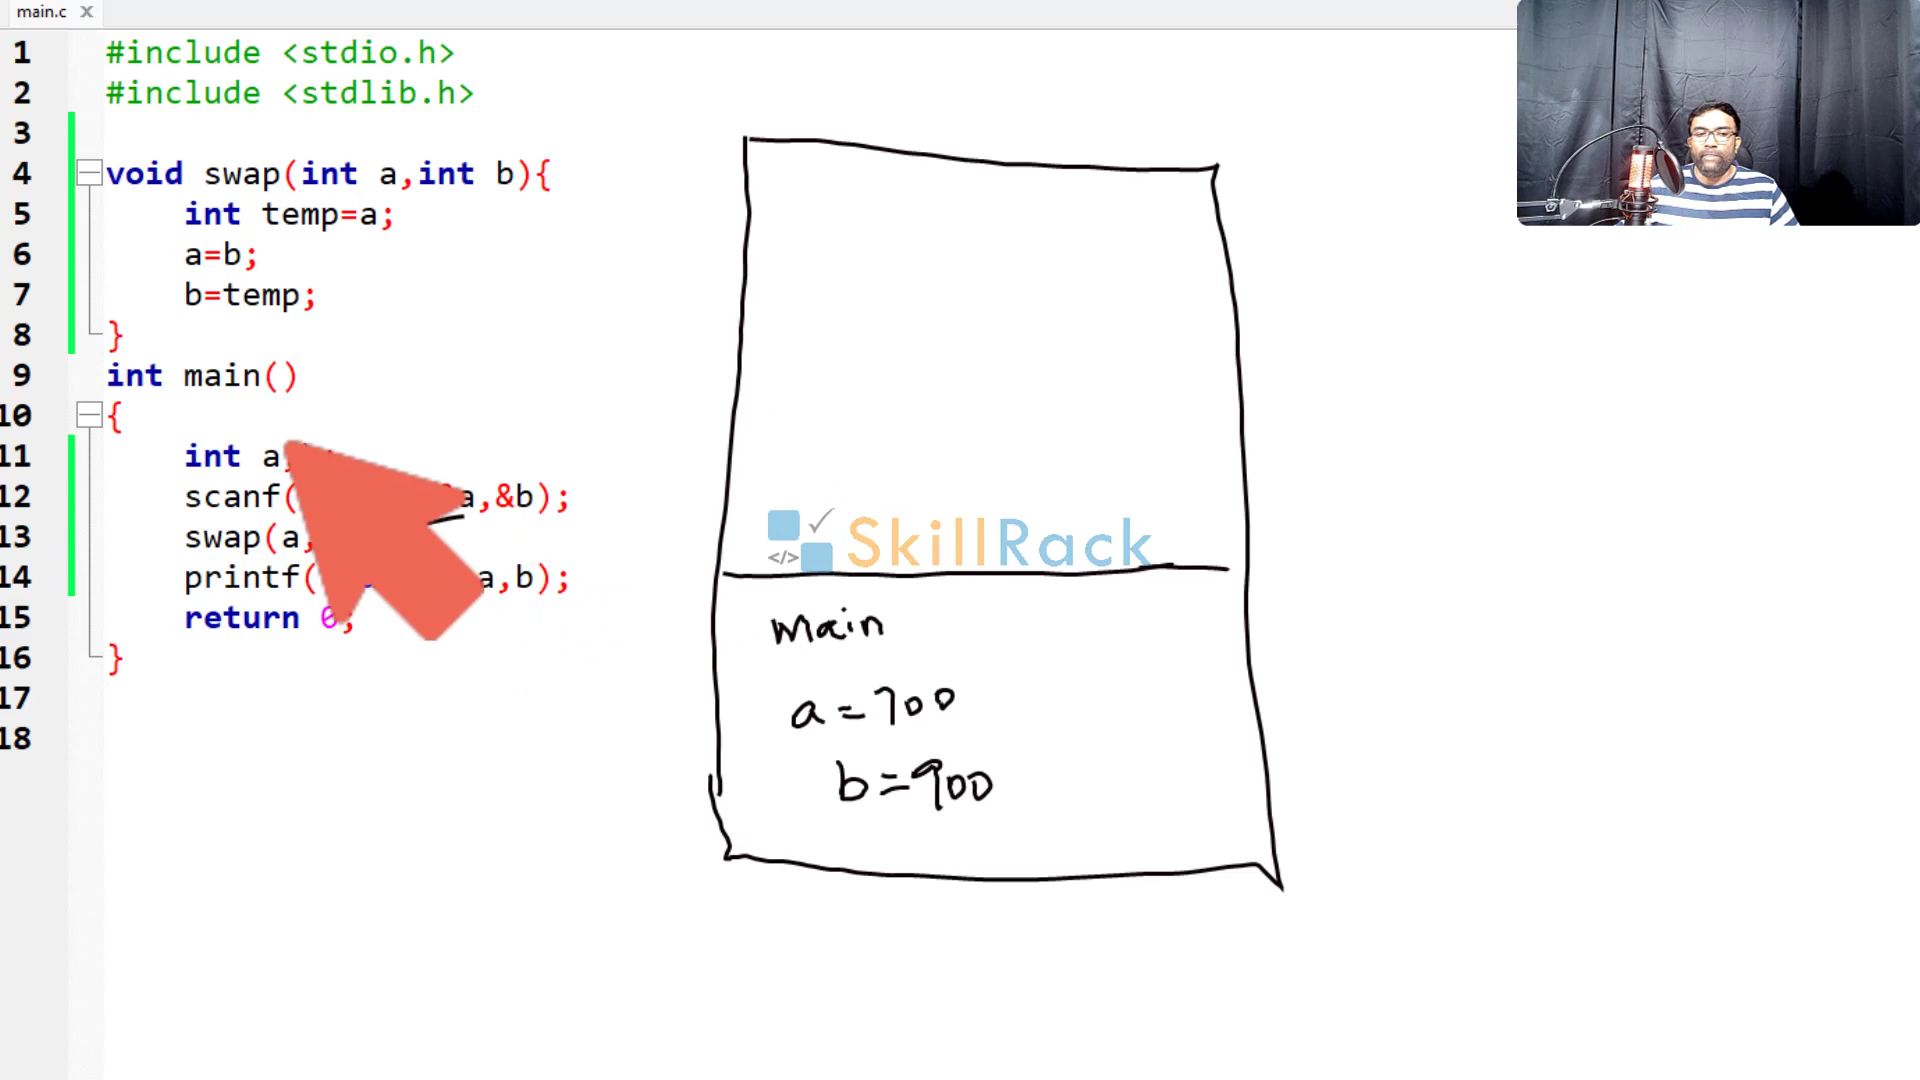 main.c
1 #include <stdio.h>
2 #include <stdlib.h>
3
4 void swap(int a,int b){
5 int temp=a;
6 a=b;
7 b=temp;
8 }
9 int main()
10 {
11 int a,
12 scanf( a,&b);
13 swap(a,
14 printf( a,b);
15 return 0;
16 }
17
18
SkillRack
</>
main
a=700
b=900